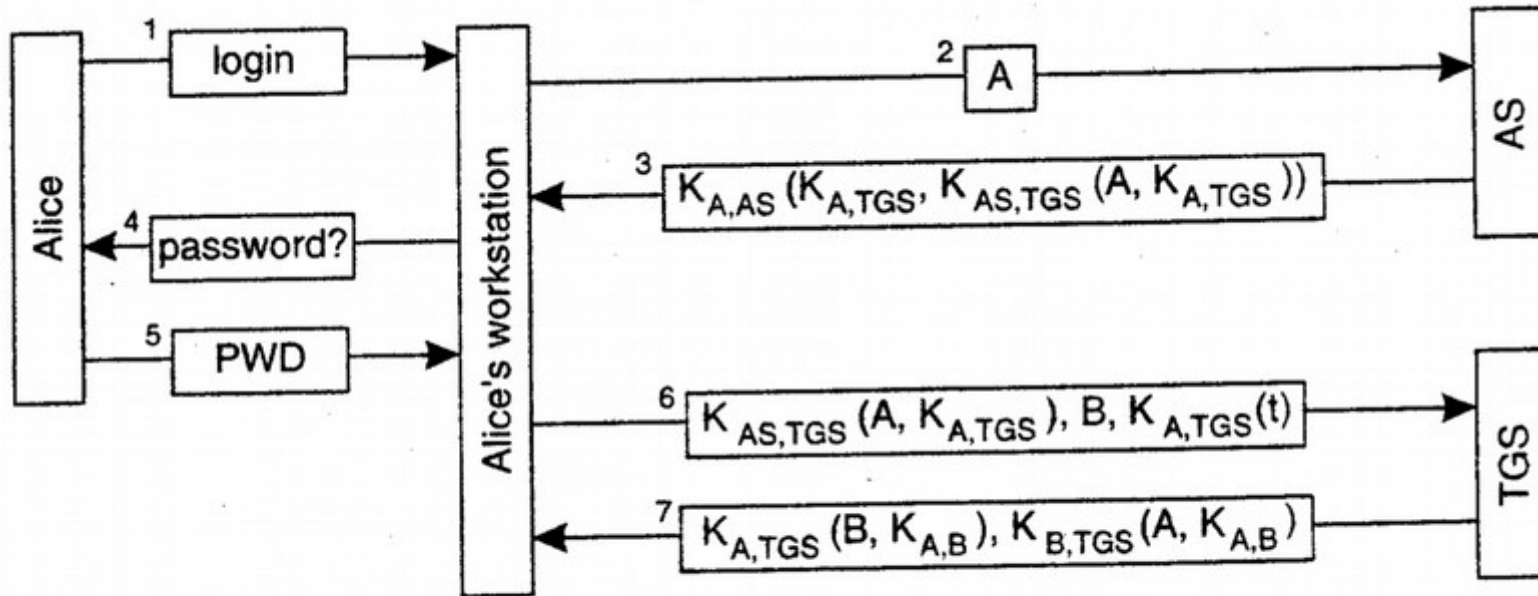 Alice
1 login
Alice's workstation
2 A
AS
3 K_A,AS (K_A,TGS, K_AS,TGS (A, K_A,TGS))
4 password?
5 PWD
6 K_AS,TGS (A, K_A,TGS), B, K_A,TGS(t)
TGS
7 K_A,TGS (B, K_A,B), K_B,TGS(A, K_A,B)